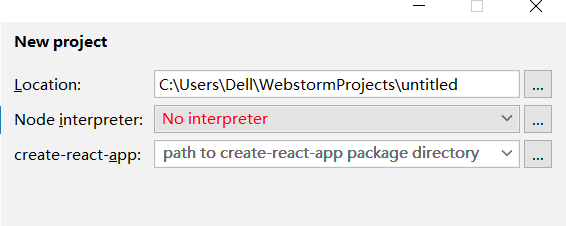 New project
Location: C:\Users\Dell\WebstormProjects\untitled ...
Node interpreter: No interpreter ...
create-react-app: path to create-react-app package directory ...